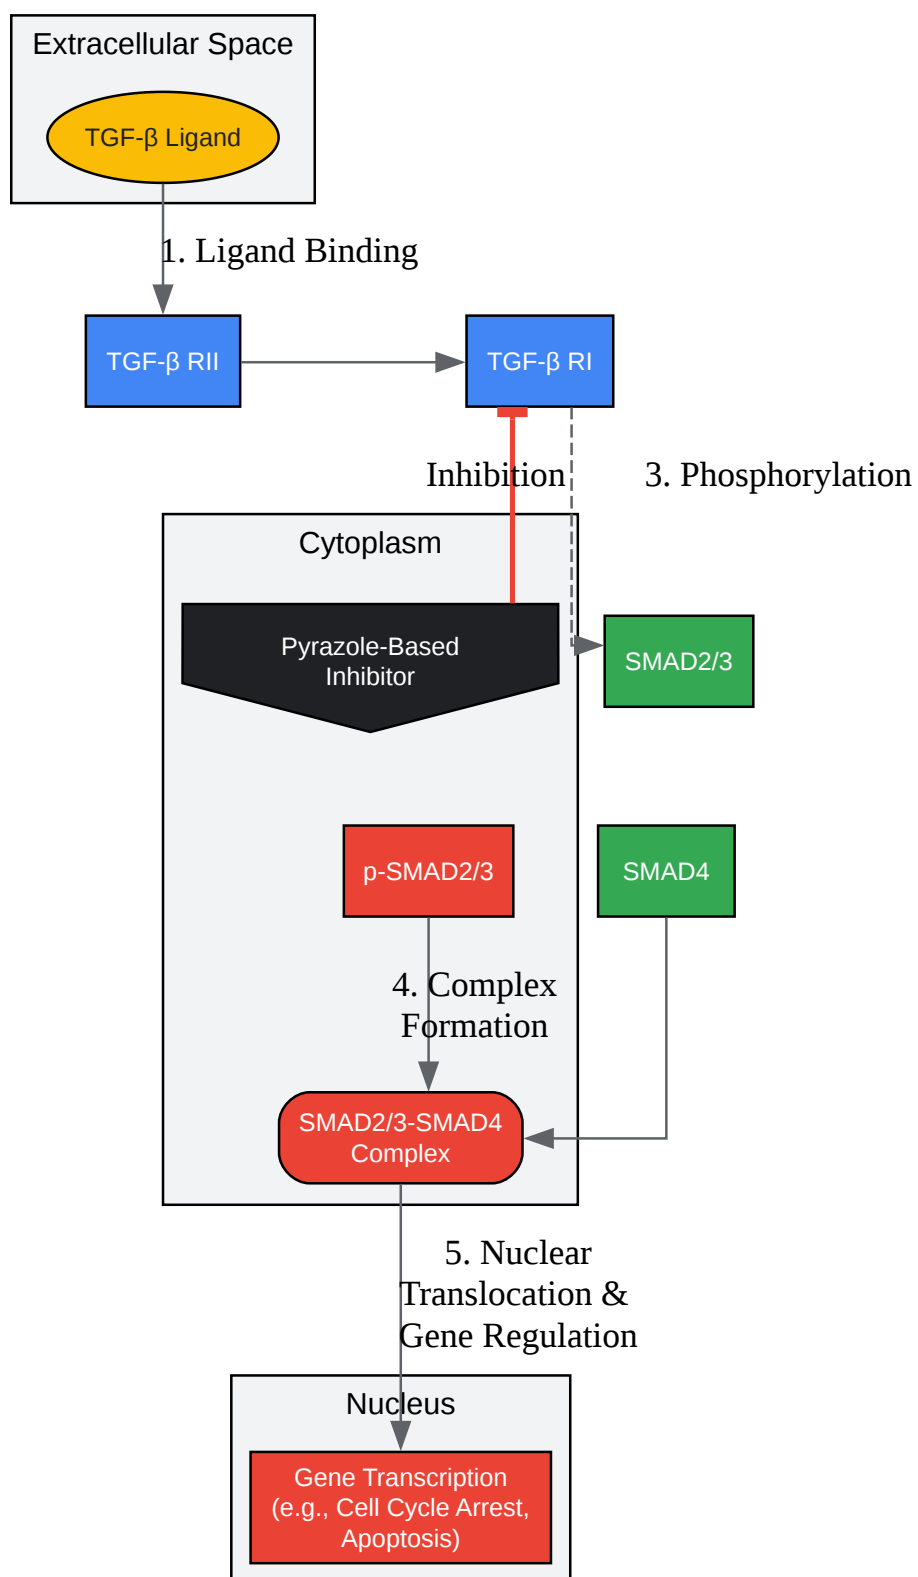 Extracellular Space
TGF-β Ligand
1. Ligand Binding
TGF-β RII
TGF-β RI
Inhibition
3. Phosphorylation
Cytoplasm
Pyrazole-Based
Inhibitor
SMAD2/3
p-SMAD2/3
SMAD4
4. Complex
Formation
SMAD2/3-SMAD4
Complex
5. Nuclear
Translocation &
Gene Regulation
Nucleus
Gene Transcription
(e.g., Cell Cycle Arrest,
Apoptosis)